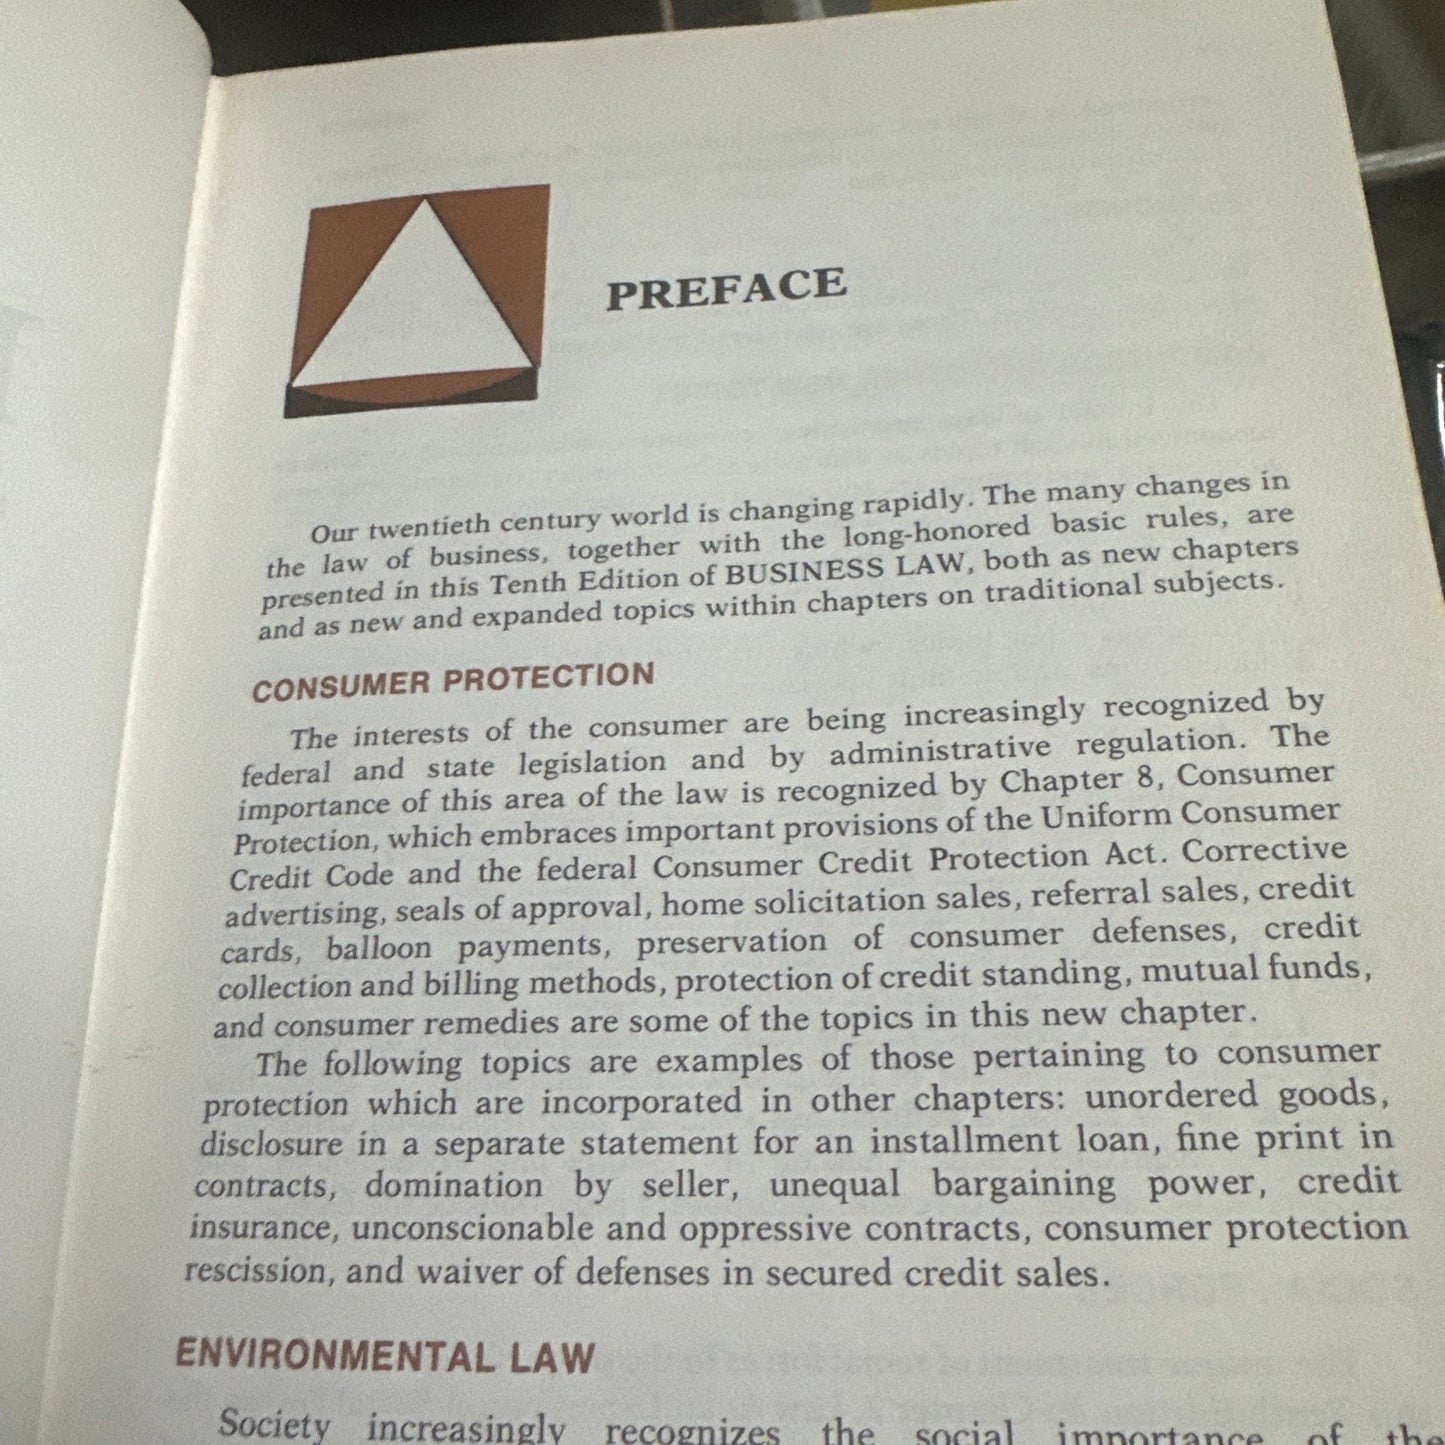 PREFACE
Our twentieth century world is changing rapidly. The many changes in
the law of business, together with the long-honored basic rules, are
presented in this Tenth Edition of BUSINESS LAW, both as new chapters
and as new and expanded topics within chapters on traditional subjects.
CONSUMER PROTECTION
The interests of the consumer are being increasingly recognized by
federal and state legislation and by administrative regulation. The
importance of this area of the law is recognized by Chapter 8, Consumer
Protection, which embraces important provisions of the Uniform Consumer
Credit Code and the federal Consumer Credit Protection Act. Corrective
advertising, seals of approval, home solicitation sales, referral sales, credit
cards, balloon payments, preservation of consumer defenses, credit
collection and billing methods, protection of credit standing, mutual funds,
and consumer remedies are some of the topics in this new chapter.
The following topics are examples of those pertaining to consumer
protection which are incorporated in other chapters: unordered goods,
disclosure in a separate statement for an installment loan, fine print in
contracts, domination by seller, unequal bargaining power, credit
insurance, unconscionable and oppressive contracts, consumer protection
rescission, and waiver of defenses in secured credit sales.
ENVIRONMENTAL LAW
Society increasingly recognizes the social importance of the